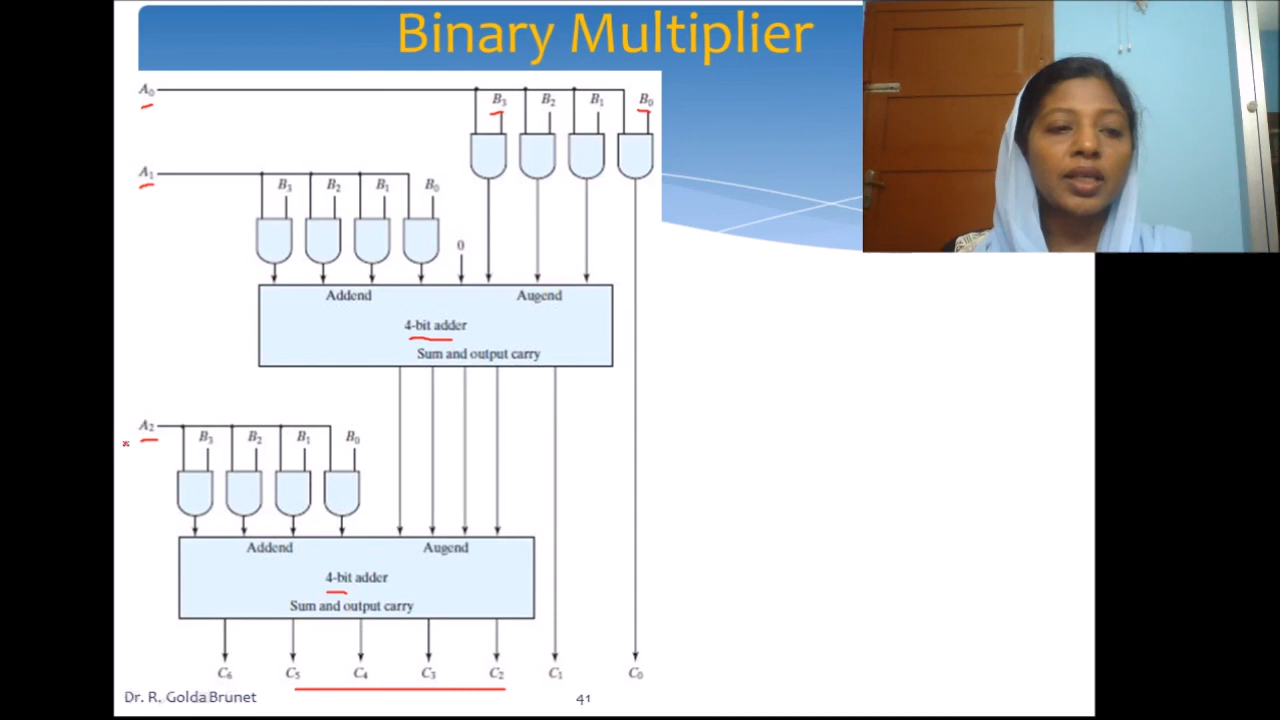 Binary Multiplier
A0
B3 B2 B1 B0
A1
B3 B2 B1 B0
0
Addend Augend
4-bit adder
Sum and output carry
A2
B3 B2 B1 B0
Addend Augend
4-bit adder
Sum and output carry
C6 C5 C4 C3 C2 C1 C0
Dr. R. Golda Brunet 41